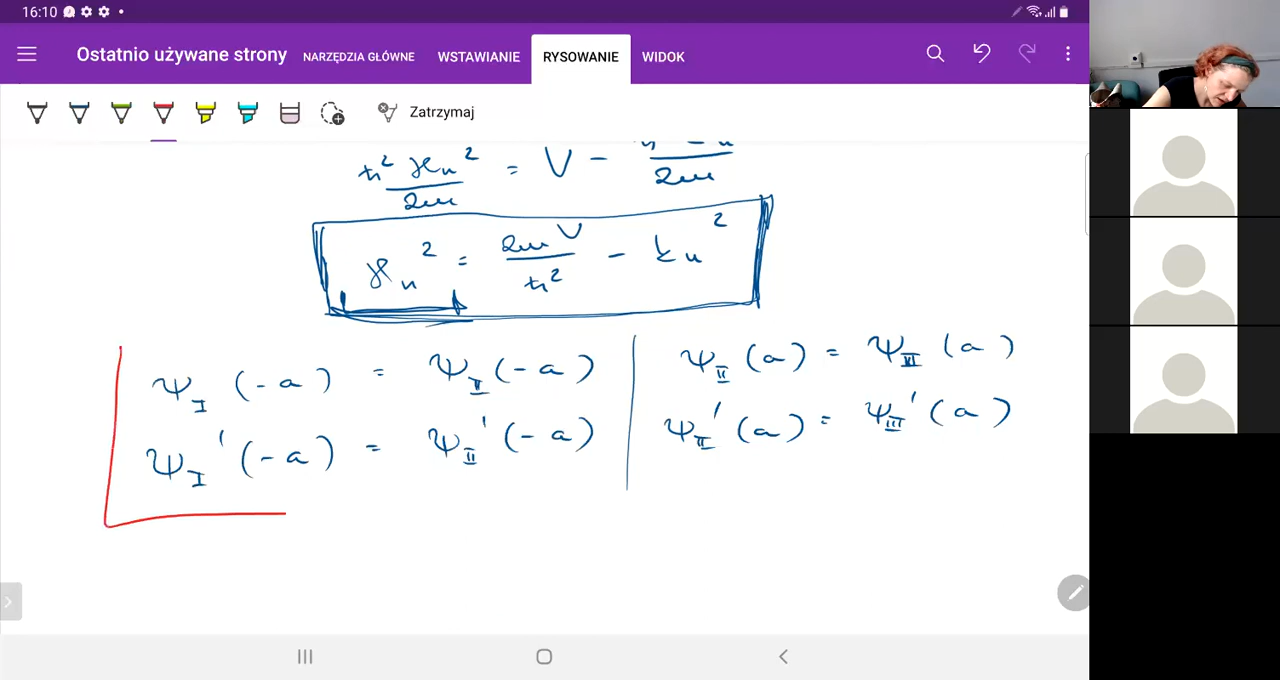 16:10
Ostatnio używane strony NARZĘDZIA GŁÓWNE WSTAWIANIE RYSOWANIE WIDOK
Zatrzymaj
ħ² ϰₙ² / 2m = V − / 2m
ϰₙ² = 2mV / ħ² − kₙ²
Ψ_I (−a) = Ψ_II (−a)
Ψ_I' (−a) = Ψ_II' (−a)
Ψ_II (a) = Ψ_III (a)
Ψ_II' (a) = Ψ_III' (a)